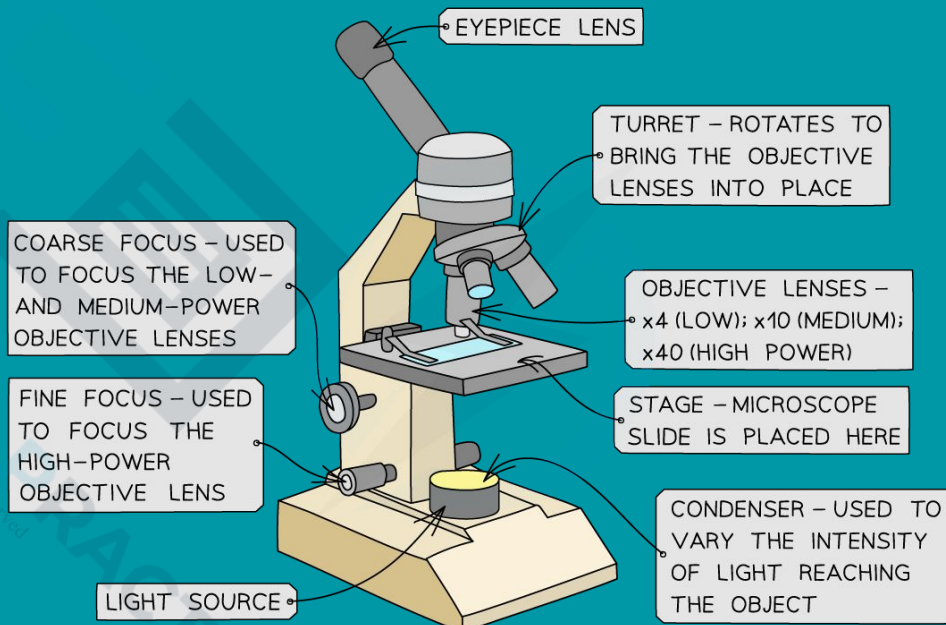 EYEPIECE LENS
TURRET – ROTATES TO
BRING THE OBJECTIVE
LENSES INTO PLACE
COARSE FOCUS – USED
TO FOCUS THE LOW–
AND MEDIUM–POWER
OBJECTIVE LENSES
OBJECTIVE LENSES –
x4 (LOW); x10 (MEDIUM);
x40 (HIGH POWER)
FINE FOCUS – USED
TO FOCUS THE
HIGH–POWER
OBJECTIVE LENS
STAGE – MICROSCOPE
SLIDE IS PLACED HERE
CONDENSER – USED TO
VARY THE INTENSITY
OF LIGHT REACHING
THE OBJECT
LIGHT SOURCE